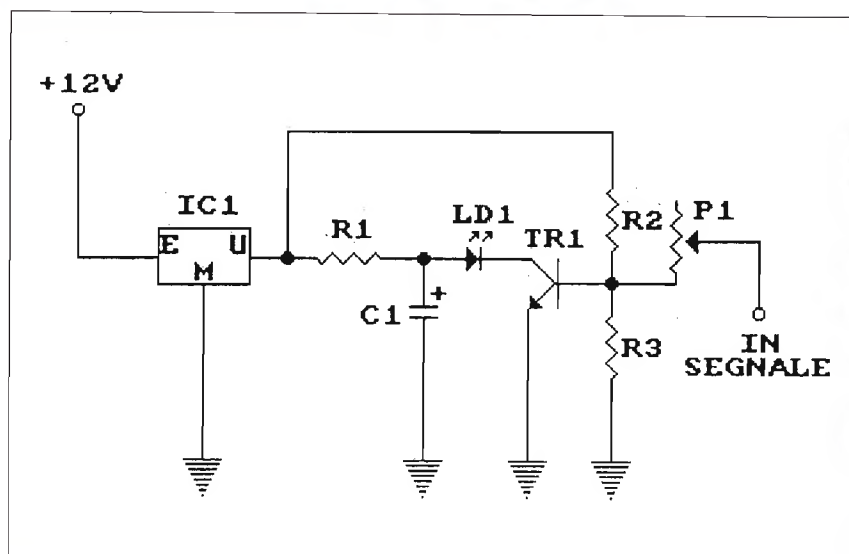 +12V
IC1
E
U
M
R1
C1
+
LD1
TR1
R2
P1
R3
IN
SEGNALE